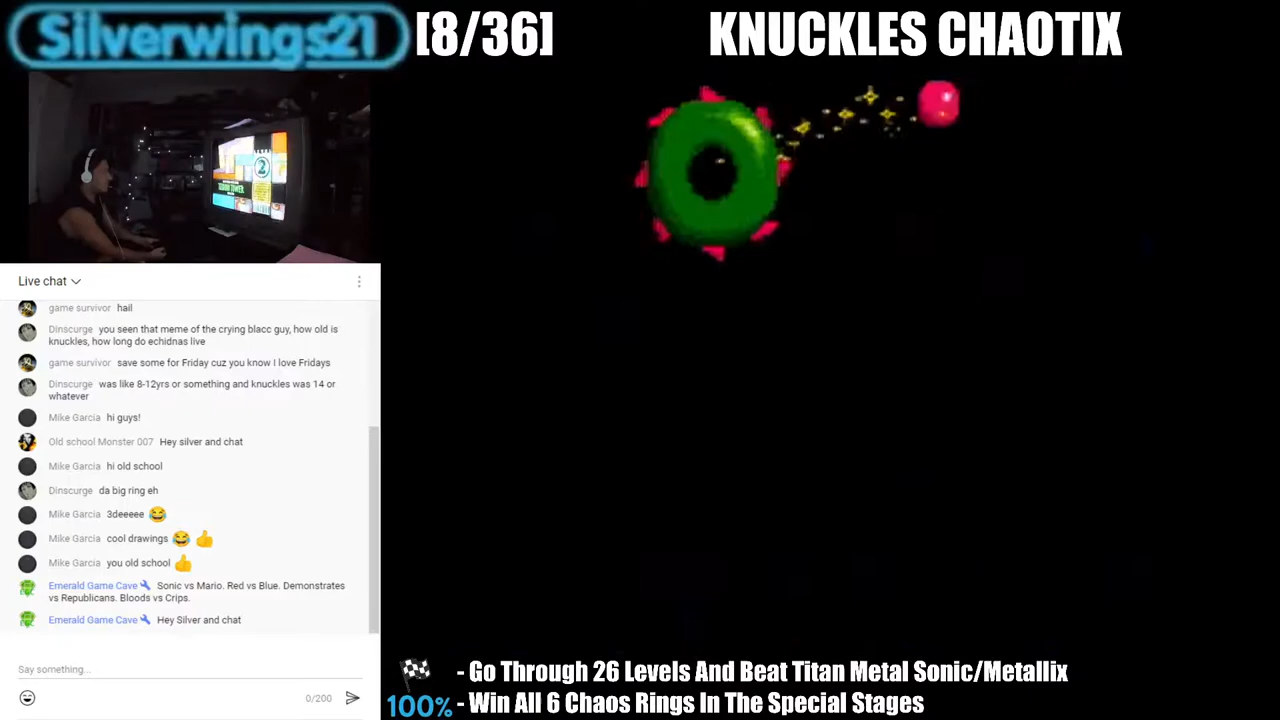 Silverwings21 [8/36] KNUCKLES CHAOTIX
2
Live chat
game survivor hail
Dinscurge you seen that meme of the crying blacc guy, how old is
knuckles, how long do echidnas live
game survivor save some for Friday cuz you know I love Fridays
Dinscurge was like 8-12yrs or something and knuckles was 14 or
whatever
Mike Garcia hi guys!
Old school Monster 007 Hey silver and chat
Mike Garcia hi old school
Dinscurge da big ring eh
Mike Garcia 3deeeee 😂
Mike Garcia cool drawings 😂 👍
Mike Garcia you old school 👍
Emerald Game Cave Sonic vs Mario. Red vs Blue. Demonstrates
vs Republicans. Bloods vs Crips.
Emerald Game Cave Hey Silver and chat
Say something...
0/200
- Go Through 26 Levels And Beat Titan Metal Sonic/Metallix
100% - Win All 6 Chaos Rings In The Special Stages